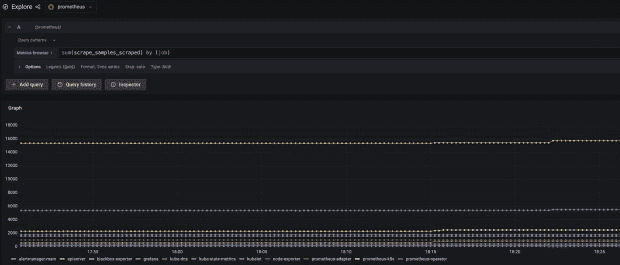 Explore
prometheus
A
(prometheus)
Query patterns
Metrics browser
sum(scrape_samples_scraped) by (job)
Options
Legend: {{job}}
Format: Time series
Step: auto
Type: Both
+ Add query
Query history
Inspector
Graph
18000
16000
14000
12000
10000
8000
6000
4000
2000
0
17:55
18:00
18:05
18:10
18:15
18:20
18:25
alertmanager-main
apiserver
blackbox-exporter
grafana
kube-dns
kube-state-metrics
kubelet
node-exporter
prometheus-adapter
prometheus-k8s
prometheus-operator